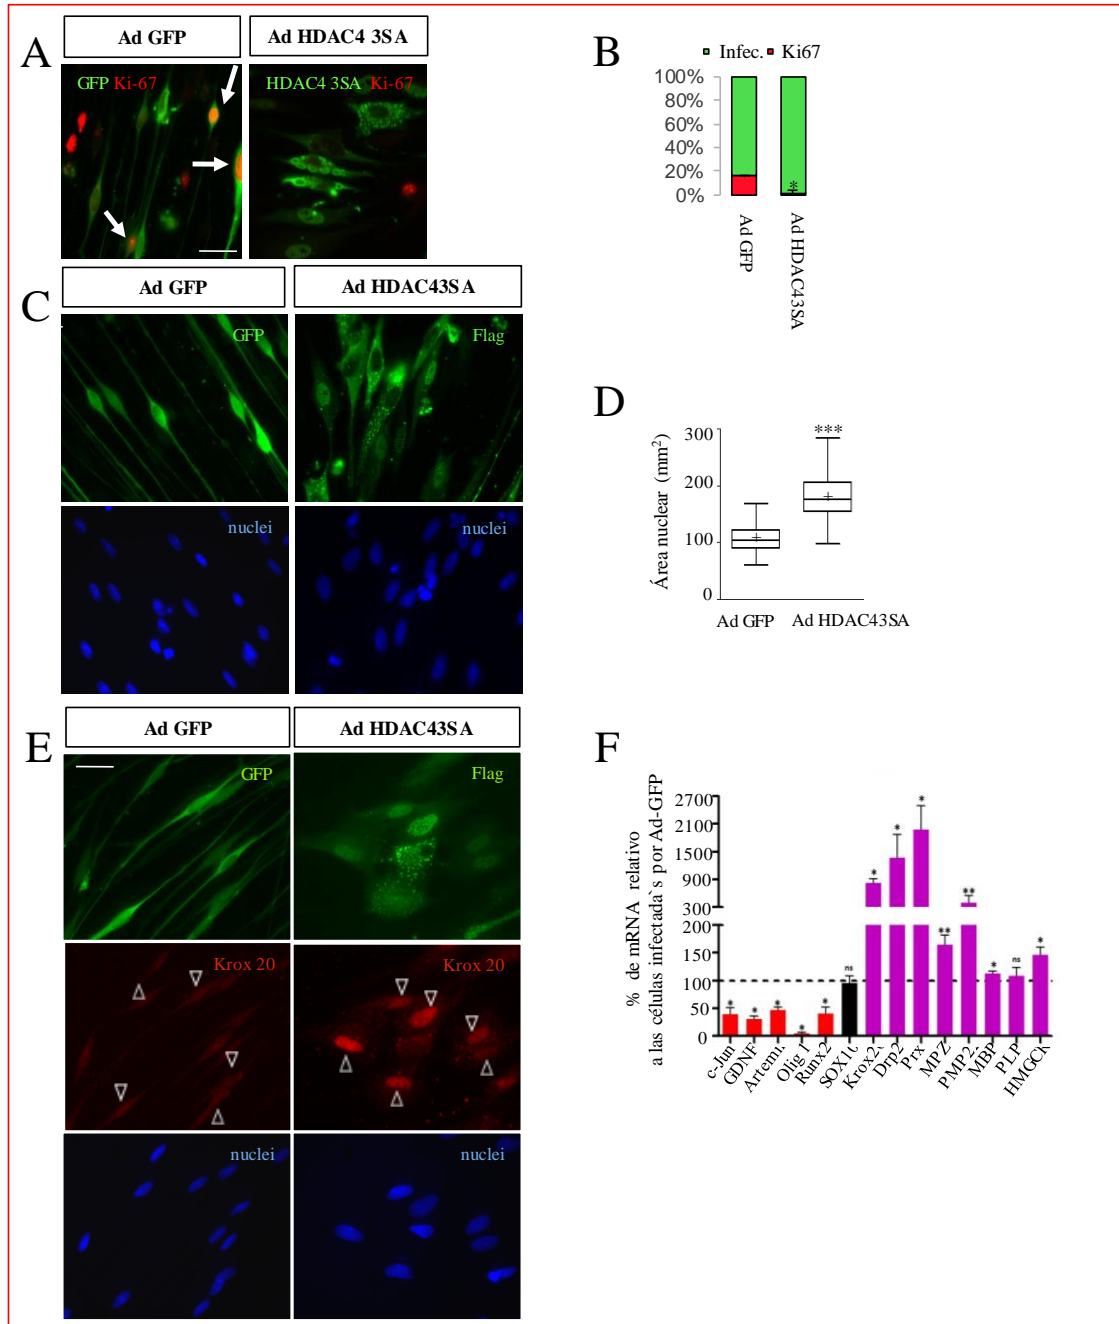 A
Ad GFP
Ad HDAC4 3SA
GFP Ki-67
HDAC4 3SA Ki-67
B
Infec. Ki67
100%
80%
60%
40%
20%
0%
*
Ad GFP
Ad HDAC43SA
C
Ad GFP
Ad HDAC43SA
GFP
Flag
nuclei
nuclei
D
Área nuclear (mm²)
300
200
100
0
***
Ad GFP
Ad HDAC43SA
E
Ad GFP
Ad HDAC43SA
GFP
Flag
Krox 20
Krox 20
nuclei
nuclei
F
% de mRNA relativo
a las células infectada`s por Ad-GFP
2700
2100
1500
900
300
200
150
100
50
0
* * * * * ns * * * ** ** * ns *
c-Jun
GDNF
Olig 1
Runx2
Drp2
Prx
MPZ
MBP
PLP